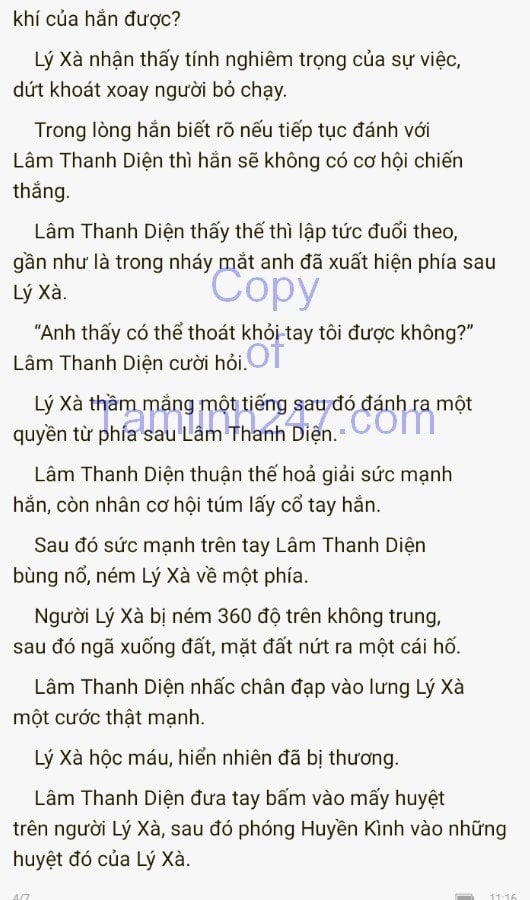 khí của hắn được?
Lý Xà nhận thấy tính nghiêm trọng của sự việc,
dứt khoát xoay người bỏ chạy.
Trong lòng hắn biết rõ nếu tiếp tục đánh với
Lâm Thanh Diện thì hắn sẽ không có cơ hội chiến
thắng.
Lâm Thanh Diện thấy thế thì lập tức đuổi theo,
gần như là trong nháy mắt anh đã xuất hiện phía sau
Lý Xà.
“Anh thấy có thể thoát khỏi tay tôi được không?”
Lâm Thanh Diện cười hỏi.
Lý Xà thầm mắng một tiếng sau đó đánh ra một
quyền từ phía sau Lâm Thanh Diện.
Lâm Thanh Diện thuận thế hoả giải sức mạnh
hắn, còn nhân cơ hội túm lấy cổ tay hắn.
Sau đó sức mạnh trên tay Lâm Thanh Diện
bùng nổ, ném Lý Xà về một phía.
Người Lý Xà bị ném 360 độ trên không trung,
sau đó ngã xuống đất, mặt đất nứt ra một cái hố.
Lâm Thanh Diện nhấc chân đạp vào lưng Lý Xà
một cước thật mạnh.
Lý Xà hộc máu, hiển nhiên đã bị thương.
Lâm Thanh Diện đưa tay bấm vào mấy huyệt
trên người Lý Xà, sau đó phóng Huyền Kình vào những
huyệt đó của Lý Xà.
Copy
of
Tamlinh247.com
4/7
11:16